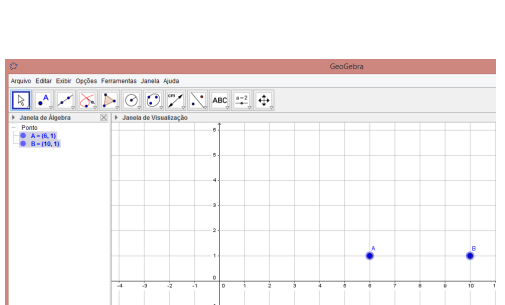 GeoGebra
Arquivo Editar Exibir Opções Ferramentas Janela Ajuda
A cm ABC a=2
Janela de Álgebra
Janela de Visualização
Ponto
A = (6, 1)
B = (10, 1)
6
5
4
3
2
A B
1
0
-4 -3 -2 -1 0 1 2 3 4 5 6 7 8 9 10